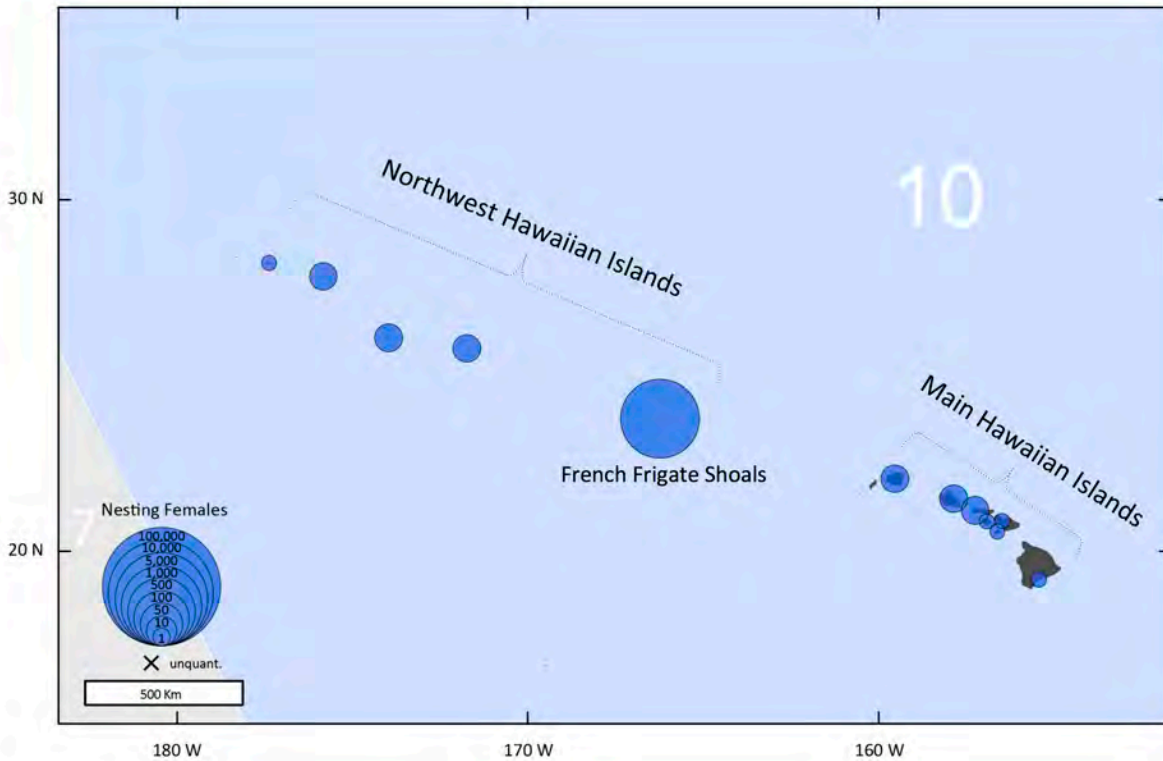 10
30 N
Northwest Hawaiian Islands
Main Hawaiian Islands
French Frigate Shoals
20 N
7
Nesting Females
100,000
10,000
5,000
1,000
500
100
50
10
1
unquant.
500 Km
180 W
170 W
160 W